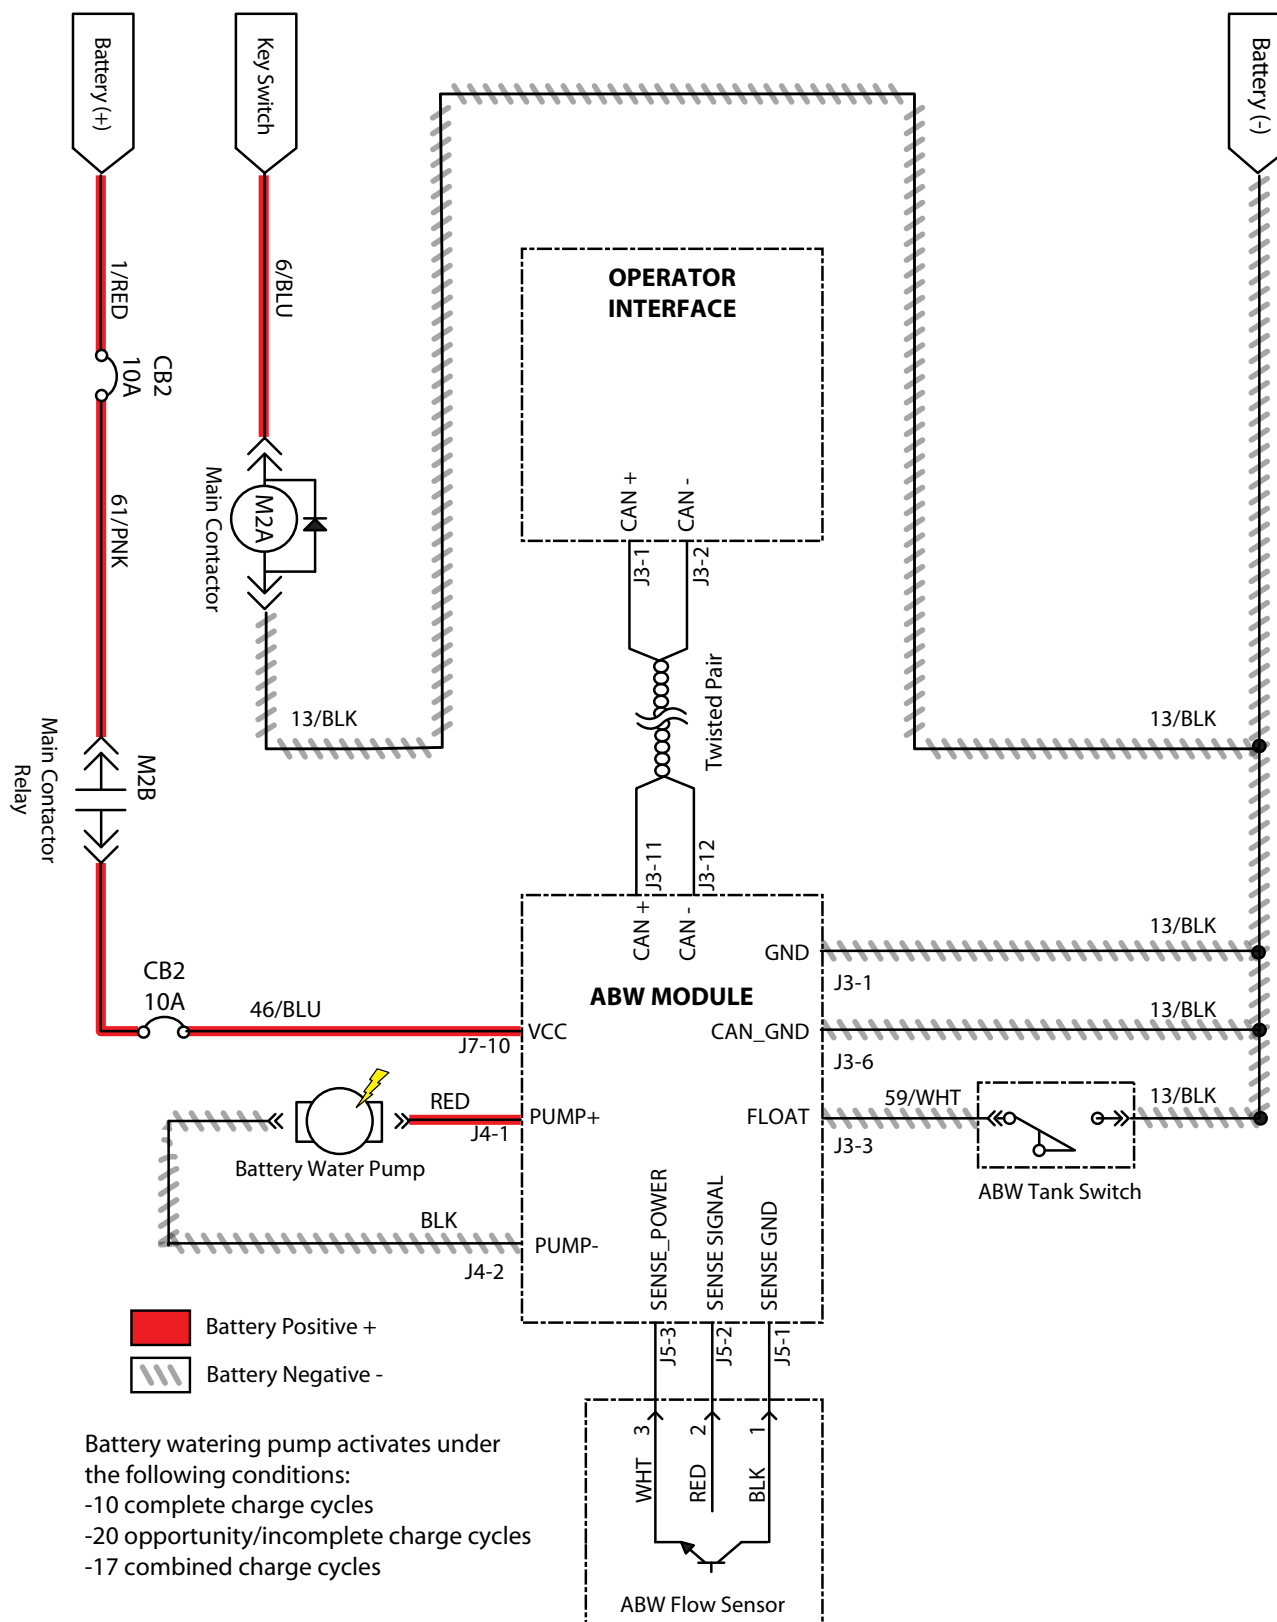 Battery (+)
Key Switch
Battery (-)
1/RED
6/BLU
CB2
10A
OPERATOR
INTERFACE
CAN +
CAN -
J3-1
J3-2
61/PNK
Main Contactor
M2A
Twisted Pair
13/BLK
13/BLK
M2B
Main Contactor
Relay
J3-11
J3-12
CAN +
CAN -
ABW MODULE
GND
J3-1
13/BLK
CB2
10A
46/BLU
J7-10
VCC
CAN_GND
J3-6
13/BLK
RED
J4-1
PUMP+
Battery Water Pump
FLOAT
J3-3
59/WHT
13/BLK
ABW Tank Switch
BLK
J4-2
PUMP-
SENSE_POWER
SENSE SIGNAL
SENSE GND
J5-3
J5-2
J5-1
Battery Positive +
Battery Negative -
3
2
1
WHT
RED
BLK
ABW Flow Sensor
Battery watering pump activates under
the following conditions:
-10 complete charge cycles
-20 opportunity/incomplete charge cycles
-17 combined charge cycles